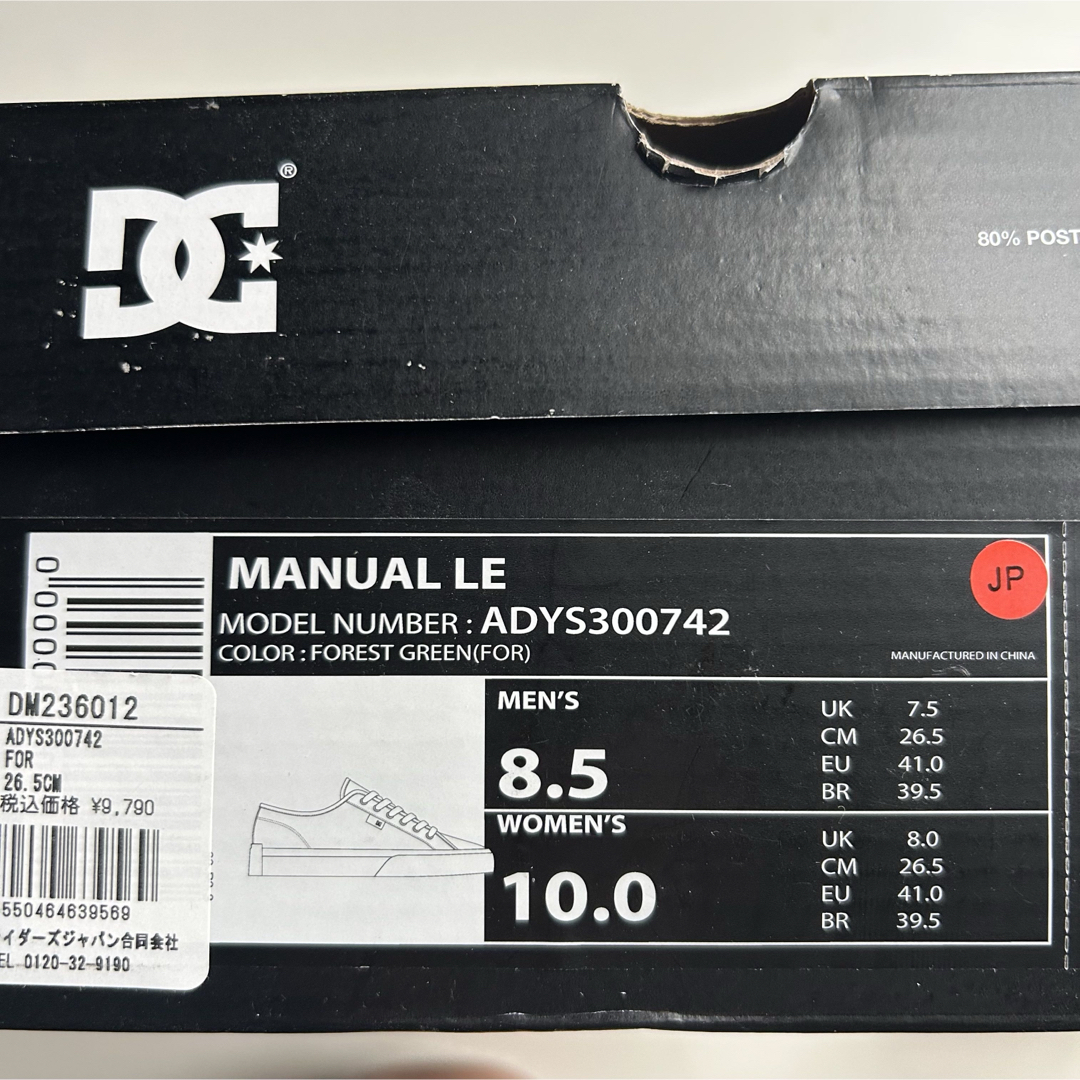 DC
®
80% POST
MANUAL LE
JP
MODEL NUMBER : ADYS300742
COLOR : FOREST GREEN(FOR)
MANUFACTURED IN CHINA
MEN'S
8.5
UK 7.5
CM 26.5
EU 41.0
BR 39.5
WOMEN'S
10.0
UK 8.0
CM 26.5
EU 41.0
BR 39.5
DM236012
ADYS300742
FOR
26.5CM
税込価格 ¥9,790
550464639569
イダーズジャパン合同会社
EL 0120-32-9190